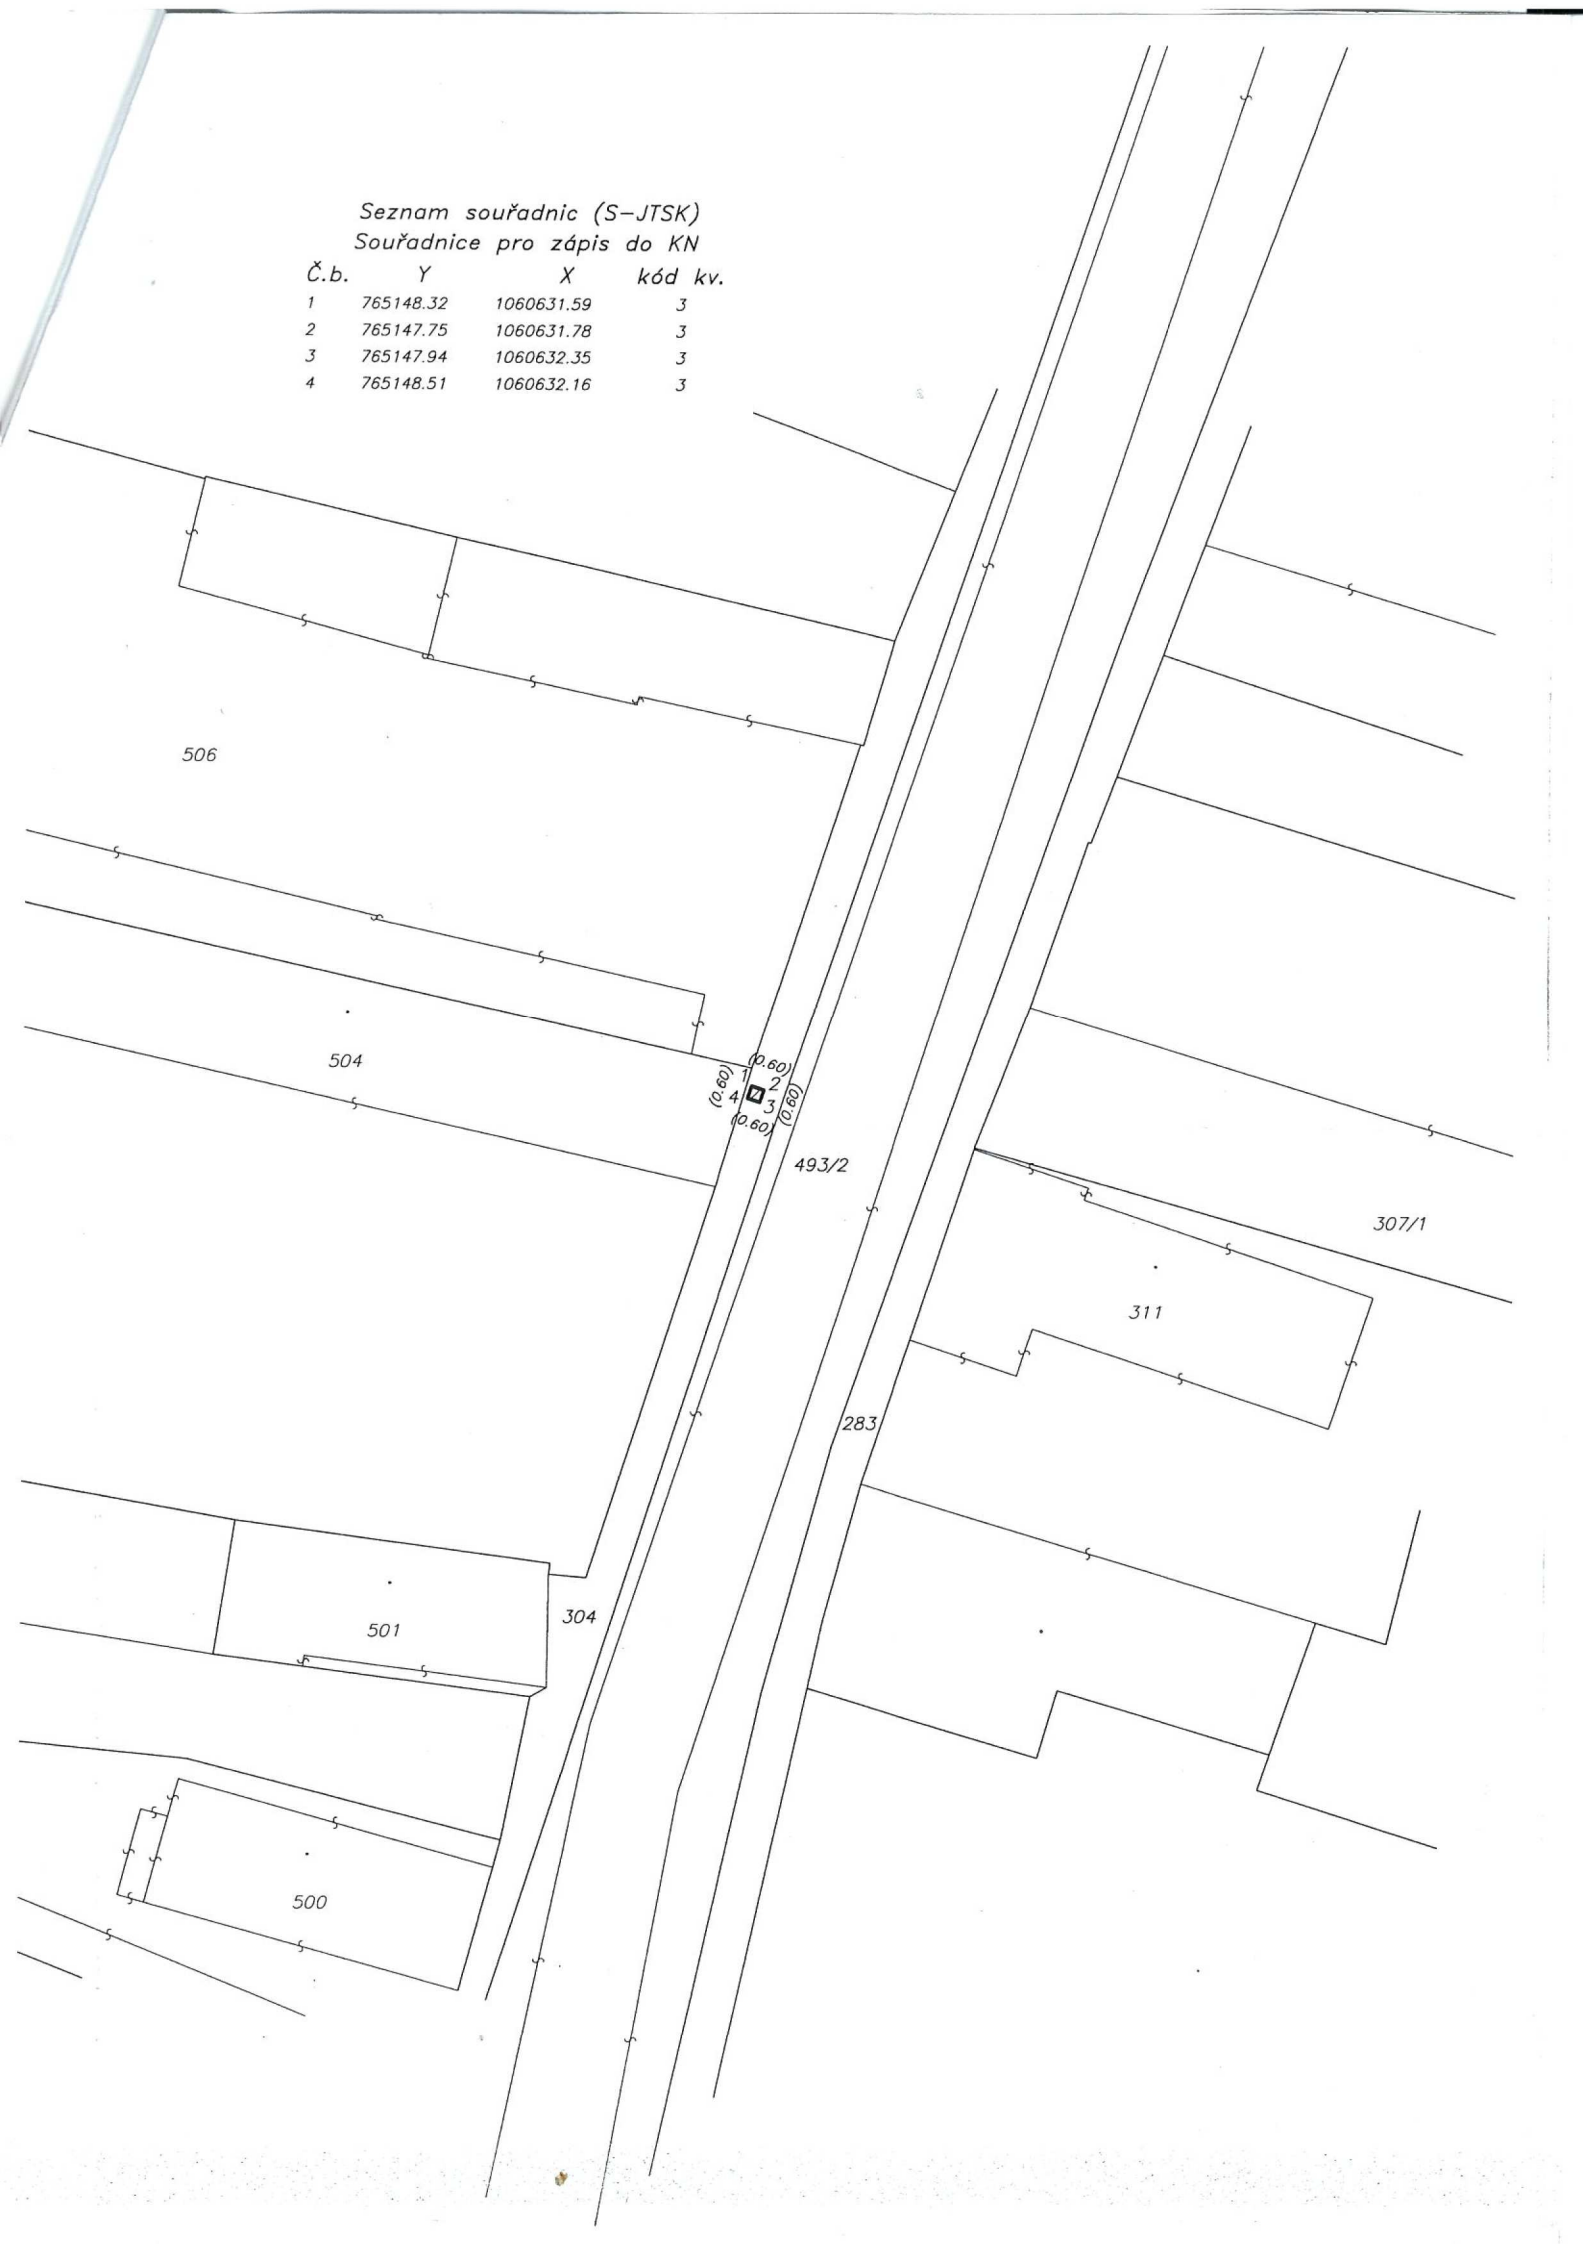 Seznam souřadnic (S-JTSK)
Souřadnice pro zápis do KN
Č.b. Y X kód kv.
1 765148.32 1060631.59 3
2 765147.75 1060631.78 3
3 765147.94 1060632.35 3
4 765148.51 1060632.16 3
506
504
(0.60)
(0.60)
1
2
4
3
(0.60)
(0.60)
493/2
307/1
311
283
304
501
500